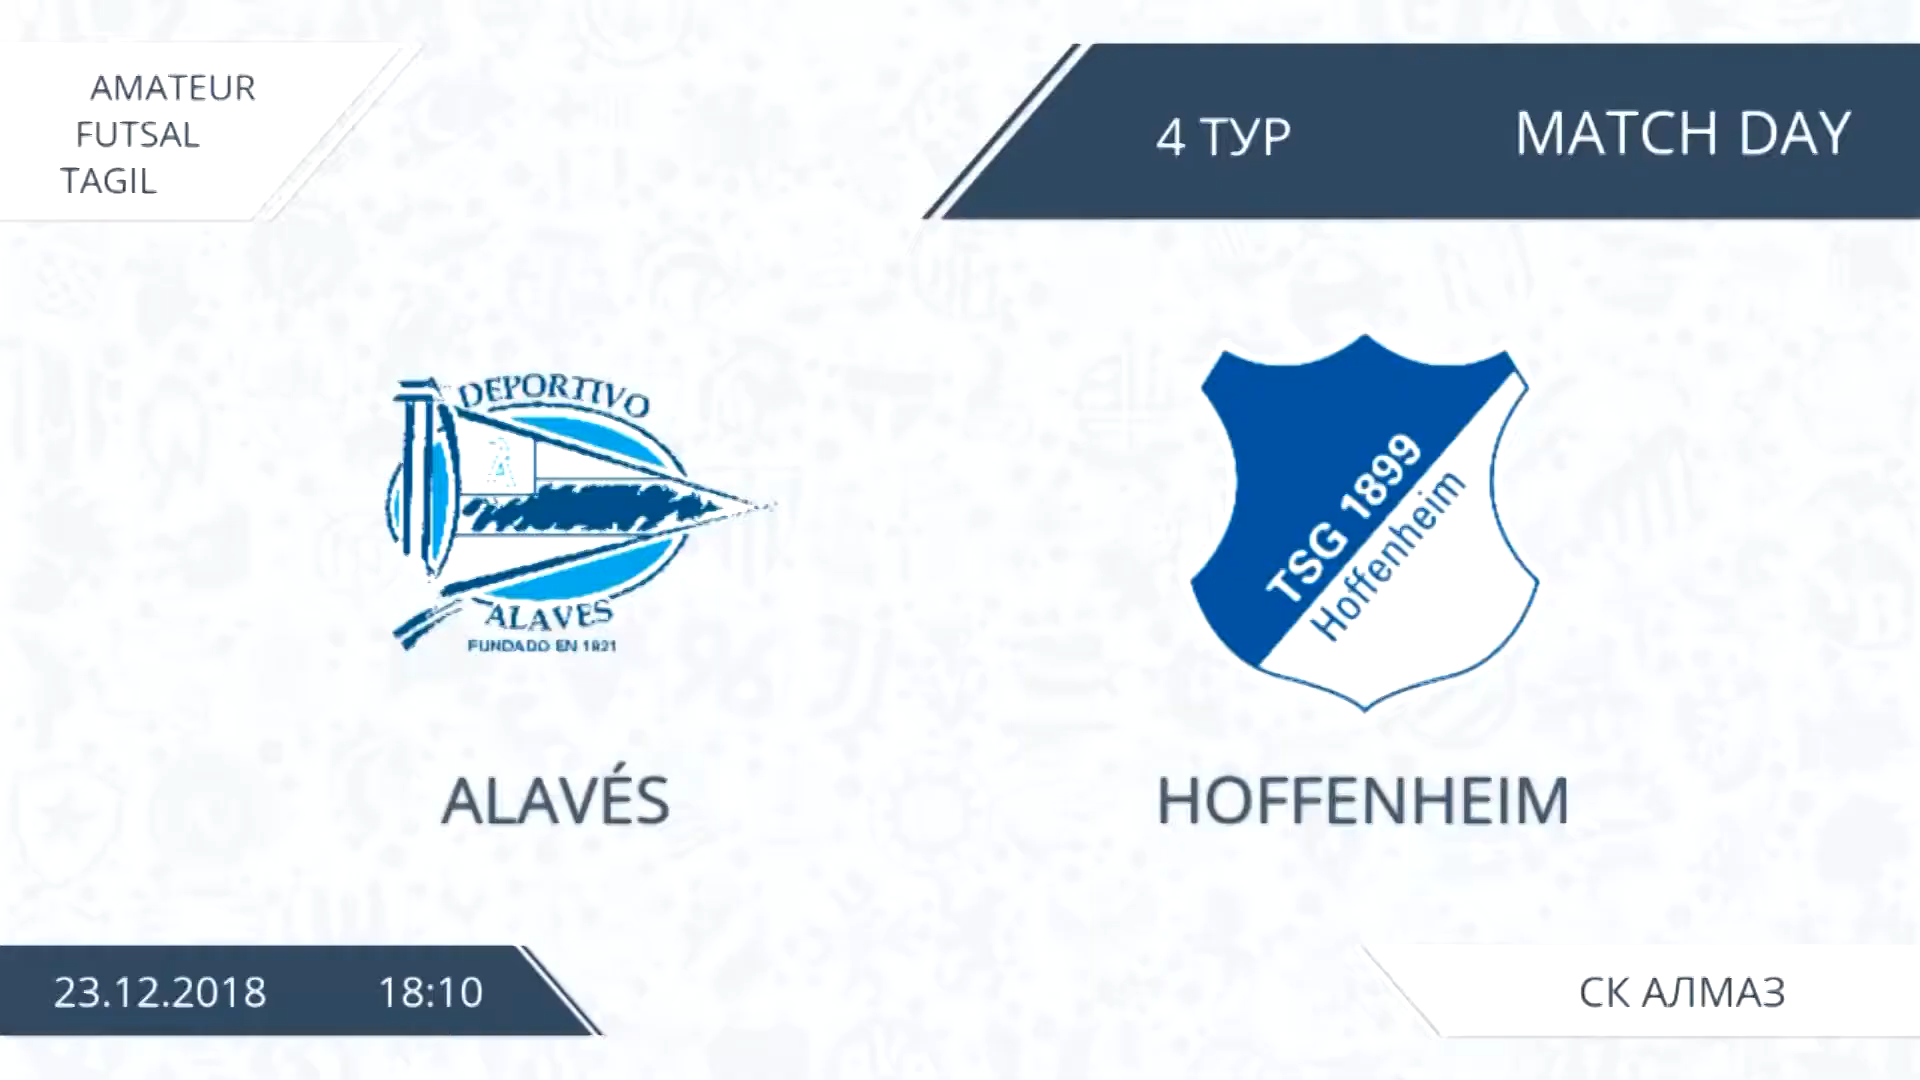 AMATEUR
FUTSAL
TAGIL
4 ТУР
MATCH DAY
DEPORTIVO
ALAVES
FUNDADO EN 1921
TSG 1899
Hoffenheim
ALAVÉS
HOFFENHEIM
23.12.2018
18:10
СК АЛМАЗ